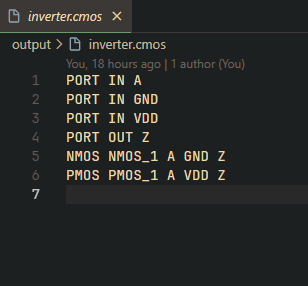 inverter.cmos
output > inverter.cmos
You, 18 hours ago | 1 author (You)
1 PORT IN A
2 PORT IN GND
3 PORT IN VDD
4 PORT OUT Z
5 NMOS NMOS_1 A GND Z
6 PMOS PMOS_1 A VDD Z
7